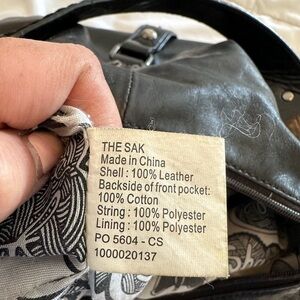 THE SAK
Made in China
Shell : 100% Leather
Backside of front pocket:
100% Cotton
String : 100% Polyester
Lining : 100% Polyester
PO 5604 - CS
1000020137